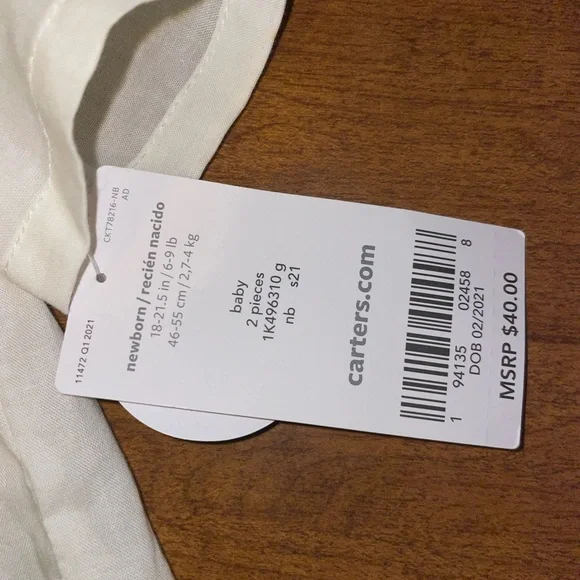 CKT78216-NB
AD
11472 Q1 2021
newborn / recién nacido
18-21.5 in / 6-9 lb
46-55 cm / 2,7-4 kg
baby
2 pieces
1K496310 g
nb s21
carters.com
1 94135 02458 8
DOB 02/2021
MSRP $40.00